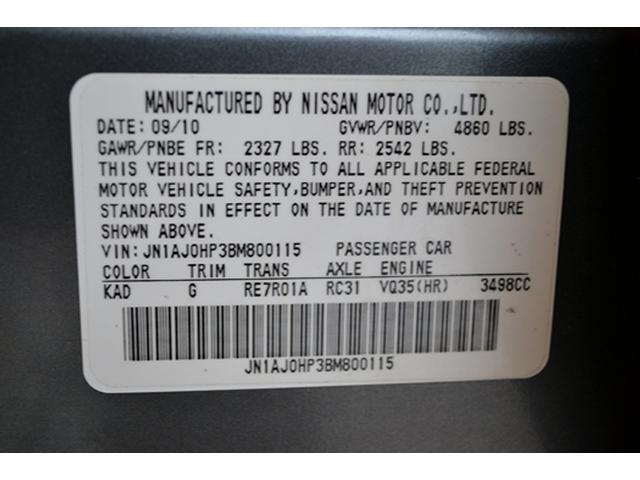 MANUFACTURED BY NISSAN MOTOR CO.,LTD.
DATE: 09/10 GVWR/PNBV: 4860 LBS.
GAWR/PNBE FR: 2327 LBS. RR: 2542 LBS.
THIS VEHICLE CONFORMS TO ALL APPLICABLE FEDERAL
MOTOR VEHICLE SAFETY,BUMPER,AND THEFT PREVENTION
STANDARDS IN EFFECT ON THE DATE OF MANUFACTURE
SHOWN ABOVE.
VIN:JN1AJ0HP3BM800115 PASSENGER CAR
COLOR TRIM TRANS AXLE ENGINE
KAD G RE7R01A RC31 VQ35(HR) 3498CC
JN1AJ0HP3BM800115